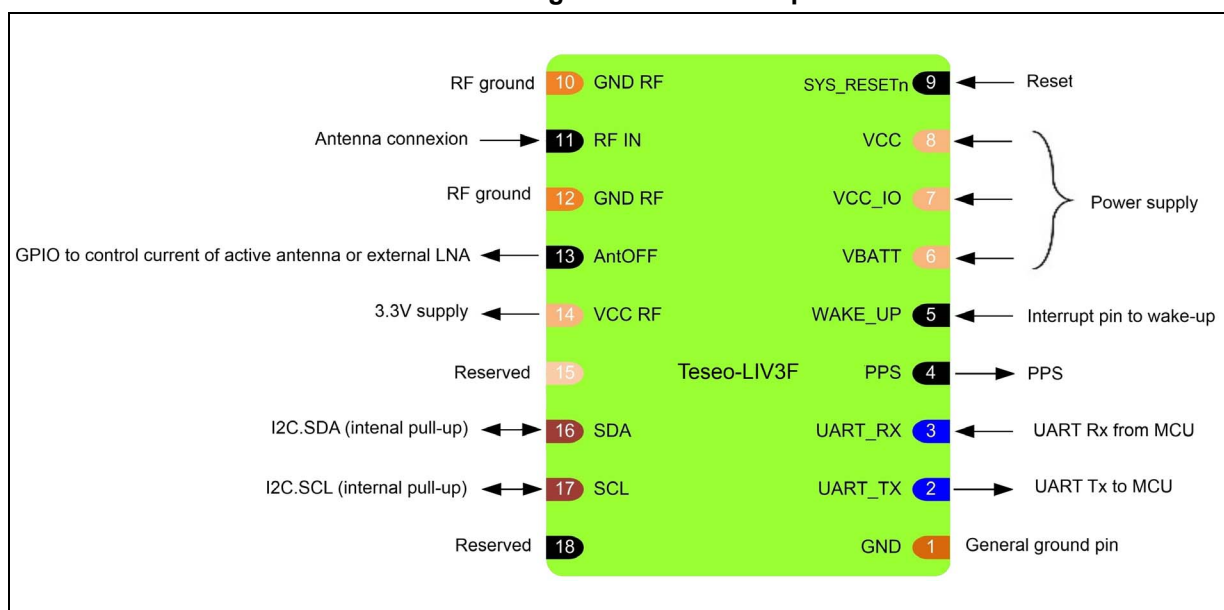 RF ground 10 GND RF SYS_RESETn 9 Reset
Antenna connexion 11 RF IN VCC 8
RF ground 12 GND RF VCC_IO 7 Power supply
GPIO to control current of active antenna or external LNA 13 AntOFF VBATT 6
3.3V supply 14 VCC RF WAKE_UP 5 Interrupt pin to wake-up
Reserved 15 Teseo-LIV3F PPS 4 PPS
I2C.SDA (intenal pull-up) 16 SDA UART_RX 3 UART Rx from MCU
I2C.SCL (internal pull-up) 17 SCL UART_TX 2 UART Tx to MCU
Reserved 18 GND 1 General ground pin